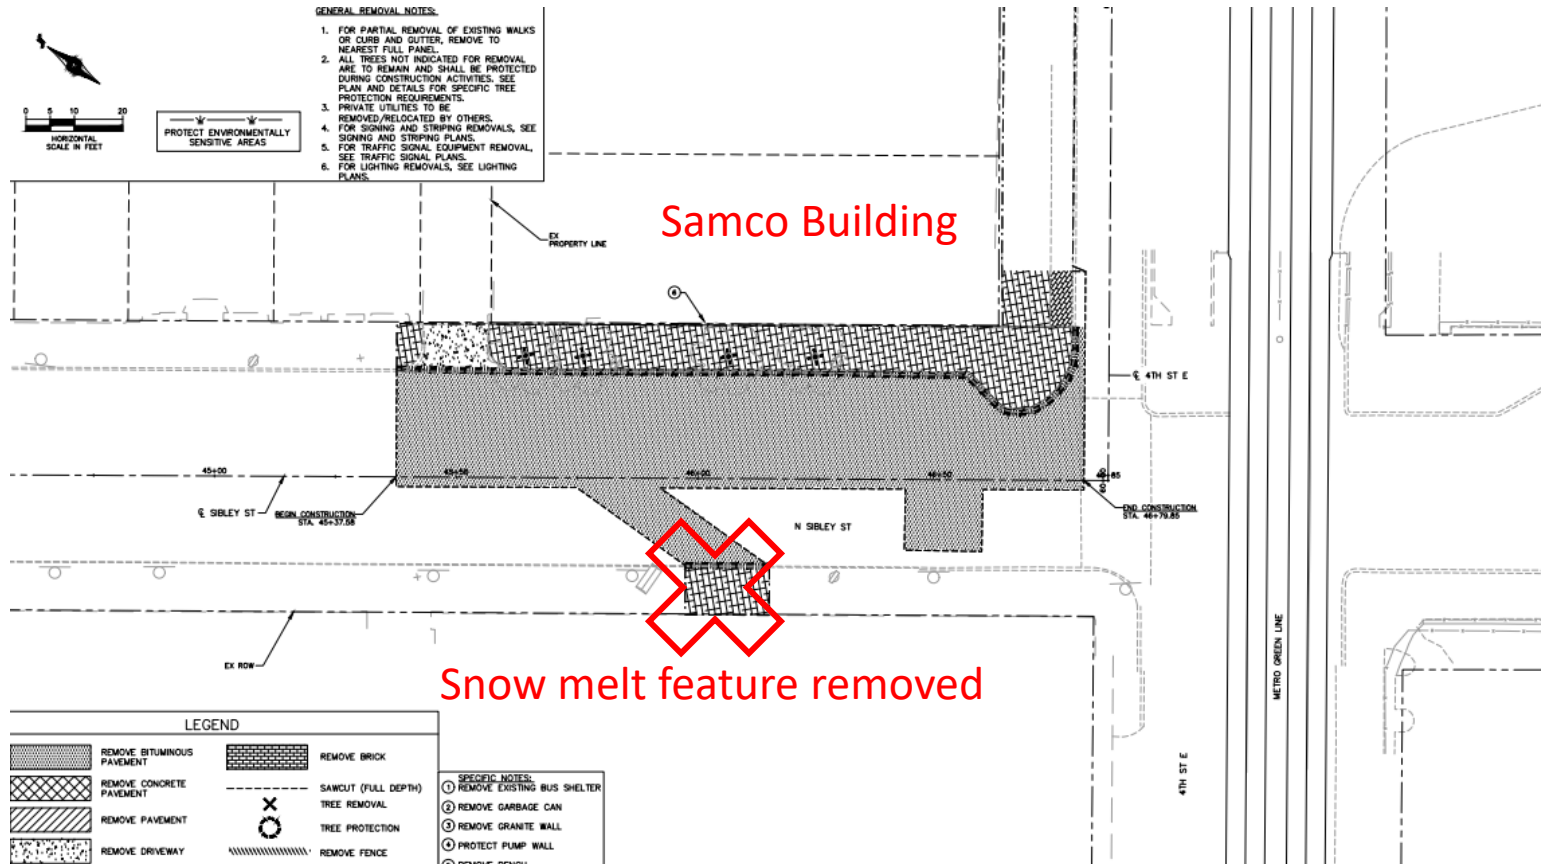 GENERAL REMOVAL NOTES:
1. FOR PARTIAL REMOVAL OF EXISTING WALKS
OR CURB AND GUTTER, REMOVE TO
NEAREST FULL PANEL.
2. ALL TREES NOT INDICATED FOR REMOVAL
ARE TO REMAIN AND SHALL BE PROTECTED
DURING CONSTRUCTION ACTIVITIES. SEE
PLAN AND DETAILS FOR SPECIFIC TREE
PROTECTION REQUIREMENTS.
3. PRIVATE UTILITIES TO BE
REMOVED/RELOCATED BY OTHERS.
4. FOR SIGNING AND STRIPING REMOVALS, SEE
SIGNING AND STRIPING PLANS.
5. FOR TRAFFIC SIGNAL EQUIPMENT REMOVAL,
SEE TRAFFIC SIGNAL PLANS.
6. FOR LIGHTING REMOVALS, SEE LIGHTING
PLANS.
0 5 10 20
HORIZONTAL
SCALE IN FEET
PROTECT ENVIRONMENTALLY
SENSITIVE AREAS
Samco Building
EX
PROPERTY LINE
6
℄ 4TH ST E
45+00
45+50
46+00
46+50
46+85
℄ SIBLEY ST
BEGIN CONSTRUCTION
STA. 45+37.58
END CONSTRUCTION
STA. 46+79.85
N SIBLEY ST
EX ROW
METRO GREEN LINE
4TH ST E
Snow melt feature removed
LEGEND
REMOVE BITUMINOUS
PAVEMENT
REMOVE CONCRETE
PAVEMENT
REMOVE PAVEMENT
REMOVE DRIVEWAY
REMOVE BRICK
SAWCUT (FULL DEPTH)
TREE REMOVAL
TREE PROTECTION
REMOVE FENCE
SPECIFIC NOTES:
1 REMOVE EXISTING BUS SHELTER
2 REMOVE GARBAGE CAN
3 REMOVE GRANITE WALL
4 PROTECT PUMP WALL
5 REMOVE BENCH